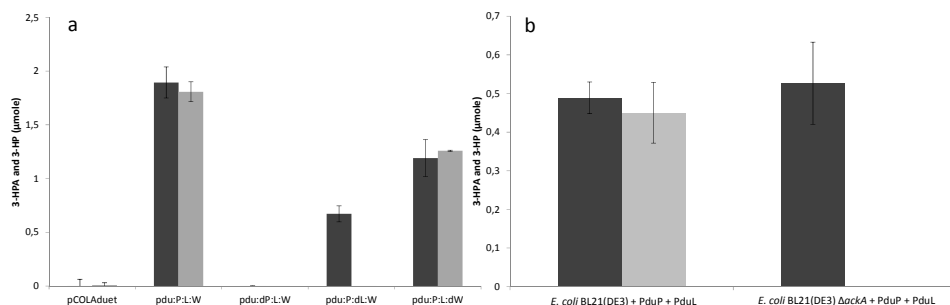 a
3-HPA and 3-HP (µmole)
2,5
2
1,5
1
0,5
0
pCOLAduet
pdu:P:L:W
pdu:dP:L:W
pdu:P:dL:W
pdu:P:L:dW
b
3-HPA and 3-HP (µmole)
0,7
0,6
0,5
0,4
0,3
0,2
0,1
0
E. coli BL21(DE3) + PduP + PduL
E. coli BL21(DE3) ΔackA + PduP + PduL